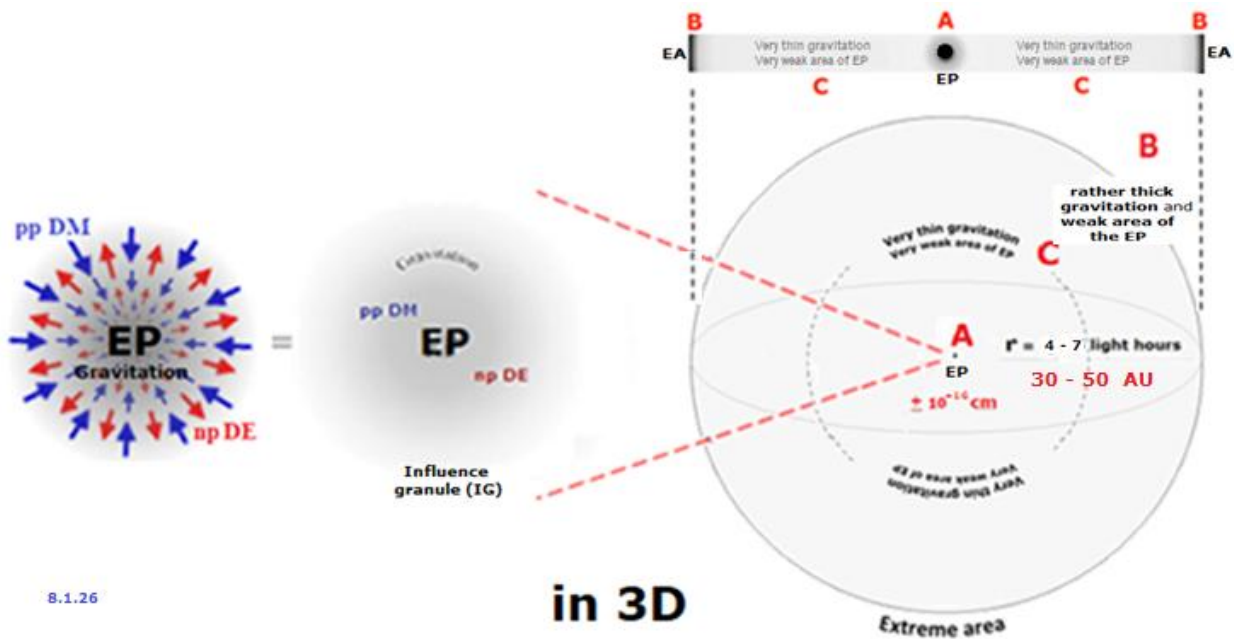 pp DM
EP
Gravitation
np DE
=
Gravitation
pp DM
EP
np DE
Influence
granule (IG)
8.1.26
in 3D
B
A
B
EA
Very thin gravitation
Very weak area of EP
Very thin gravitation
Very weak area of EP
EA
C
EP
C
B
rather thick
gravitation and
weak area of
the EP
Very thin gravitation
Very weak area of EP
C
A
EP
r = 4 - 7 light hours
30 - 50 AU
± 10⁻¹⁶ cm
Very weak area of EP
Very thin gravitation
Extreme area